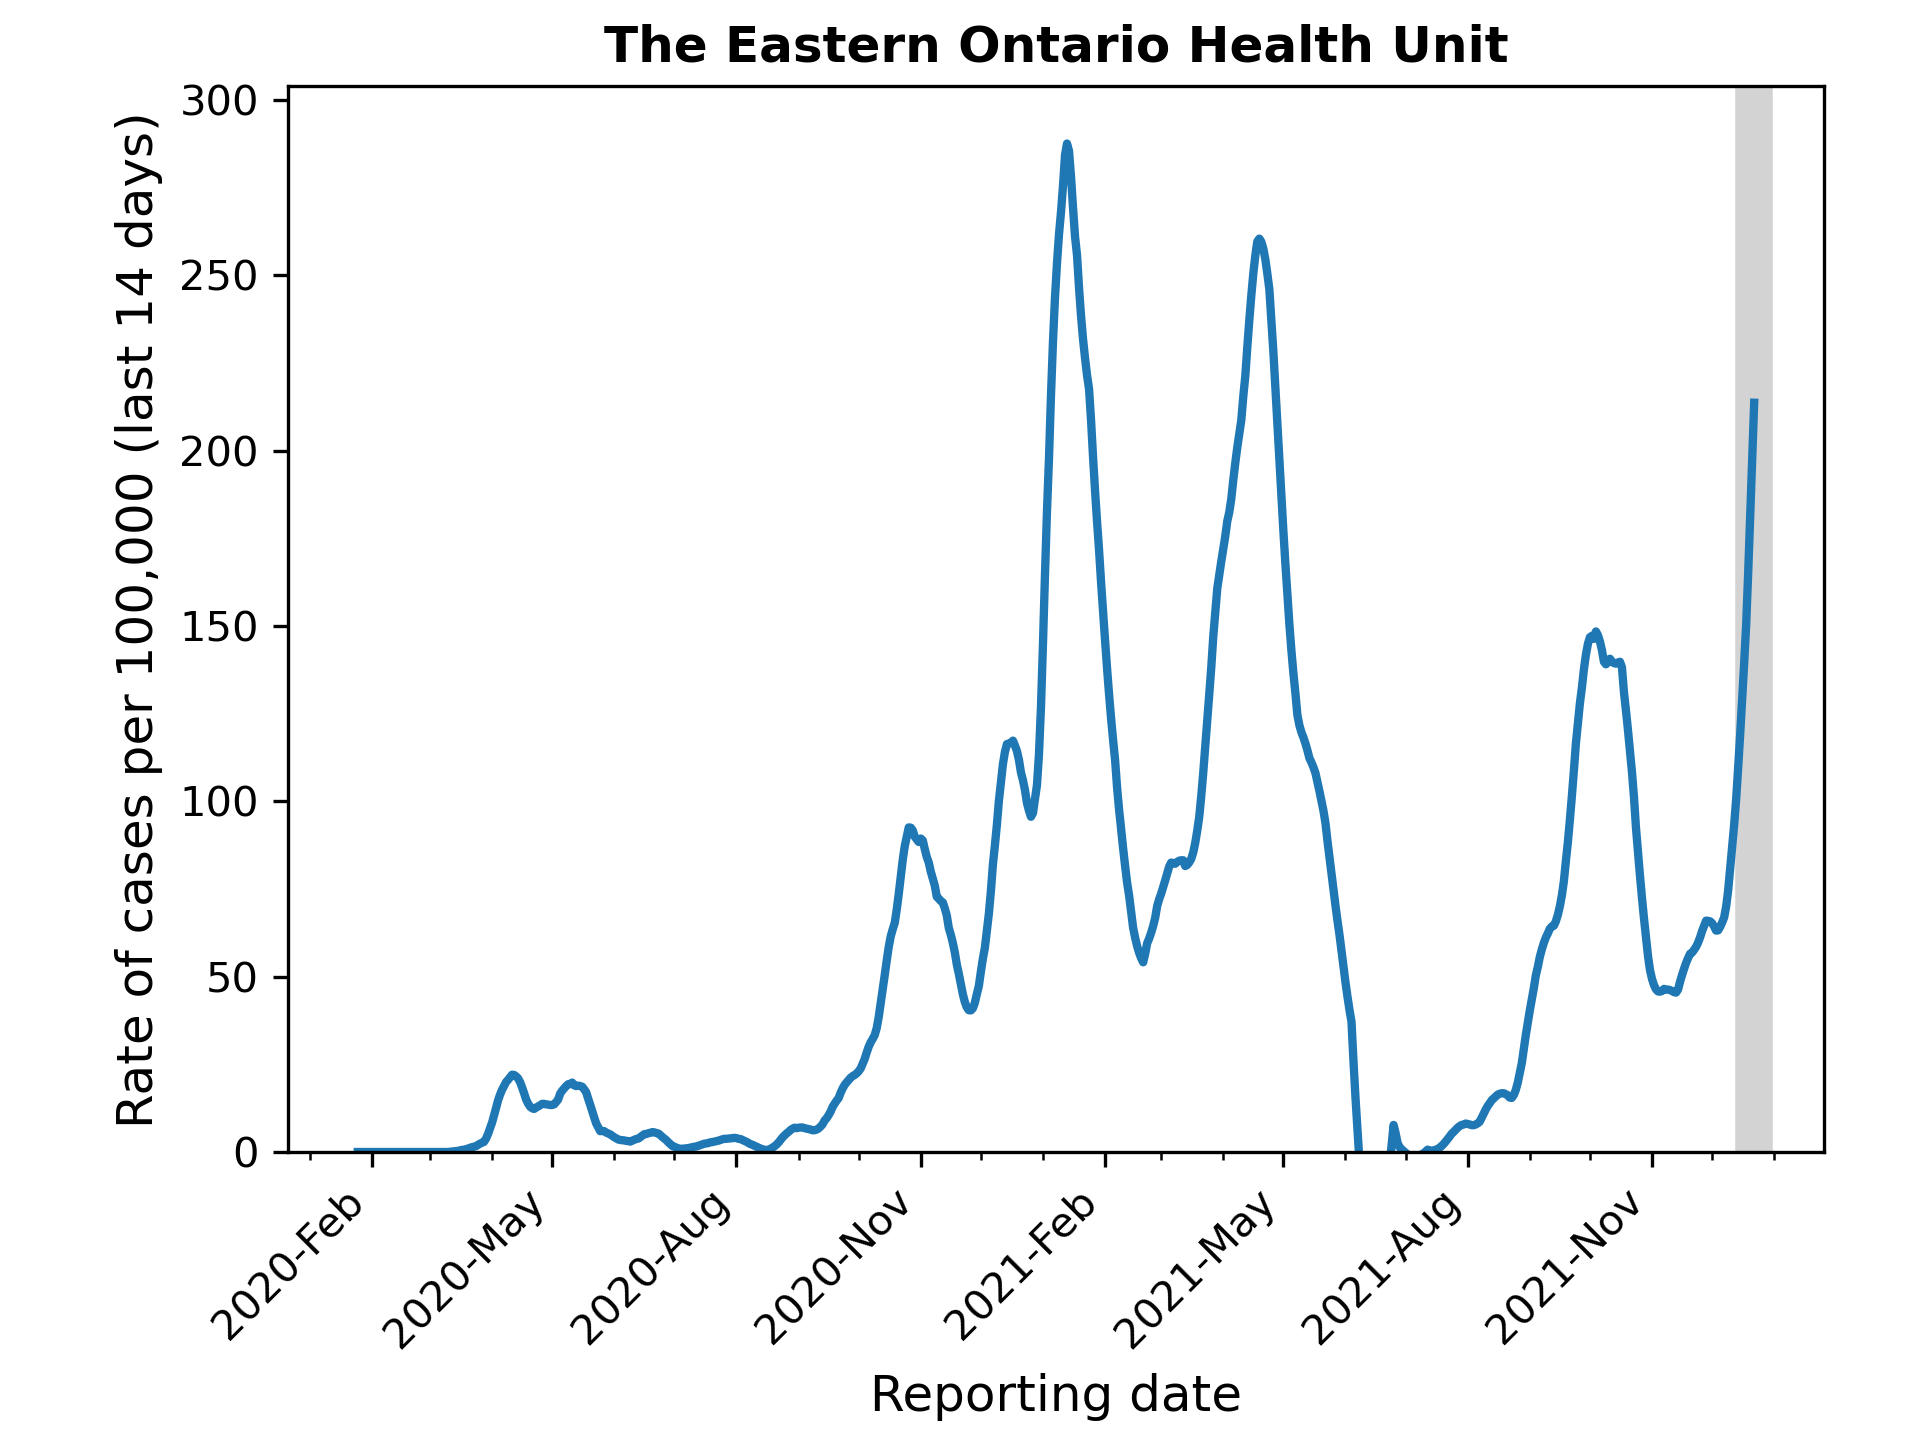 The Eastern Ontario Health Unit
Rate of cases per 100,000 (last 14 days)
300
250
200
150
100
50
0
2020-Feb
2020-May
2020-Aug
2020-Nov
2021-Feb
2021-May
2021-Aug
2021-Nov
Reporting date